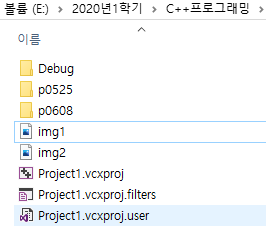 볼륨 (E:) > 2020년1학기 > C++프로그래밍 >
이름
Debug
p0525
p0608
img1
img2
Project1.vcxproj
Project1.vcxproj.filters
Project1.vcxproj.user